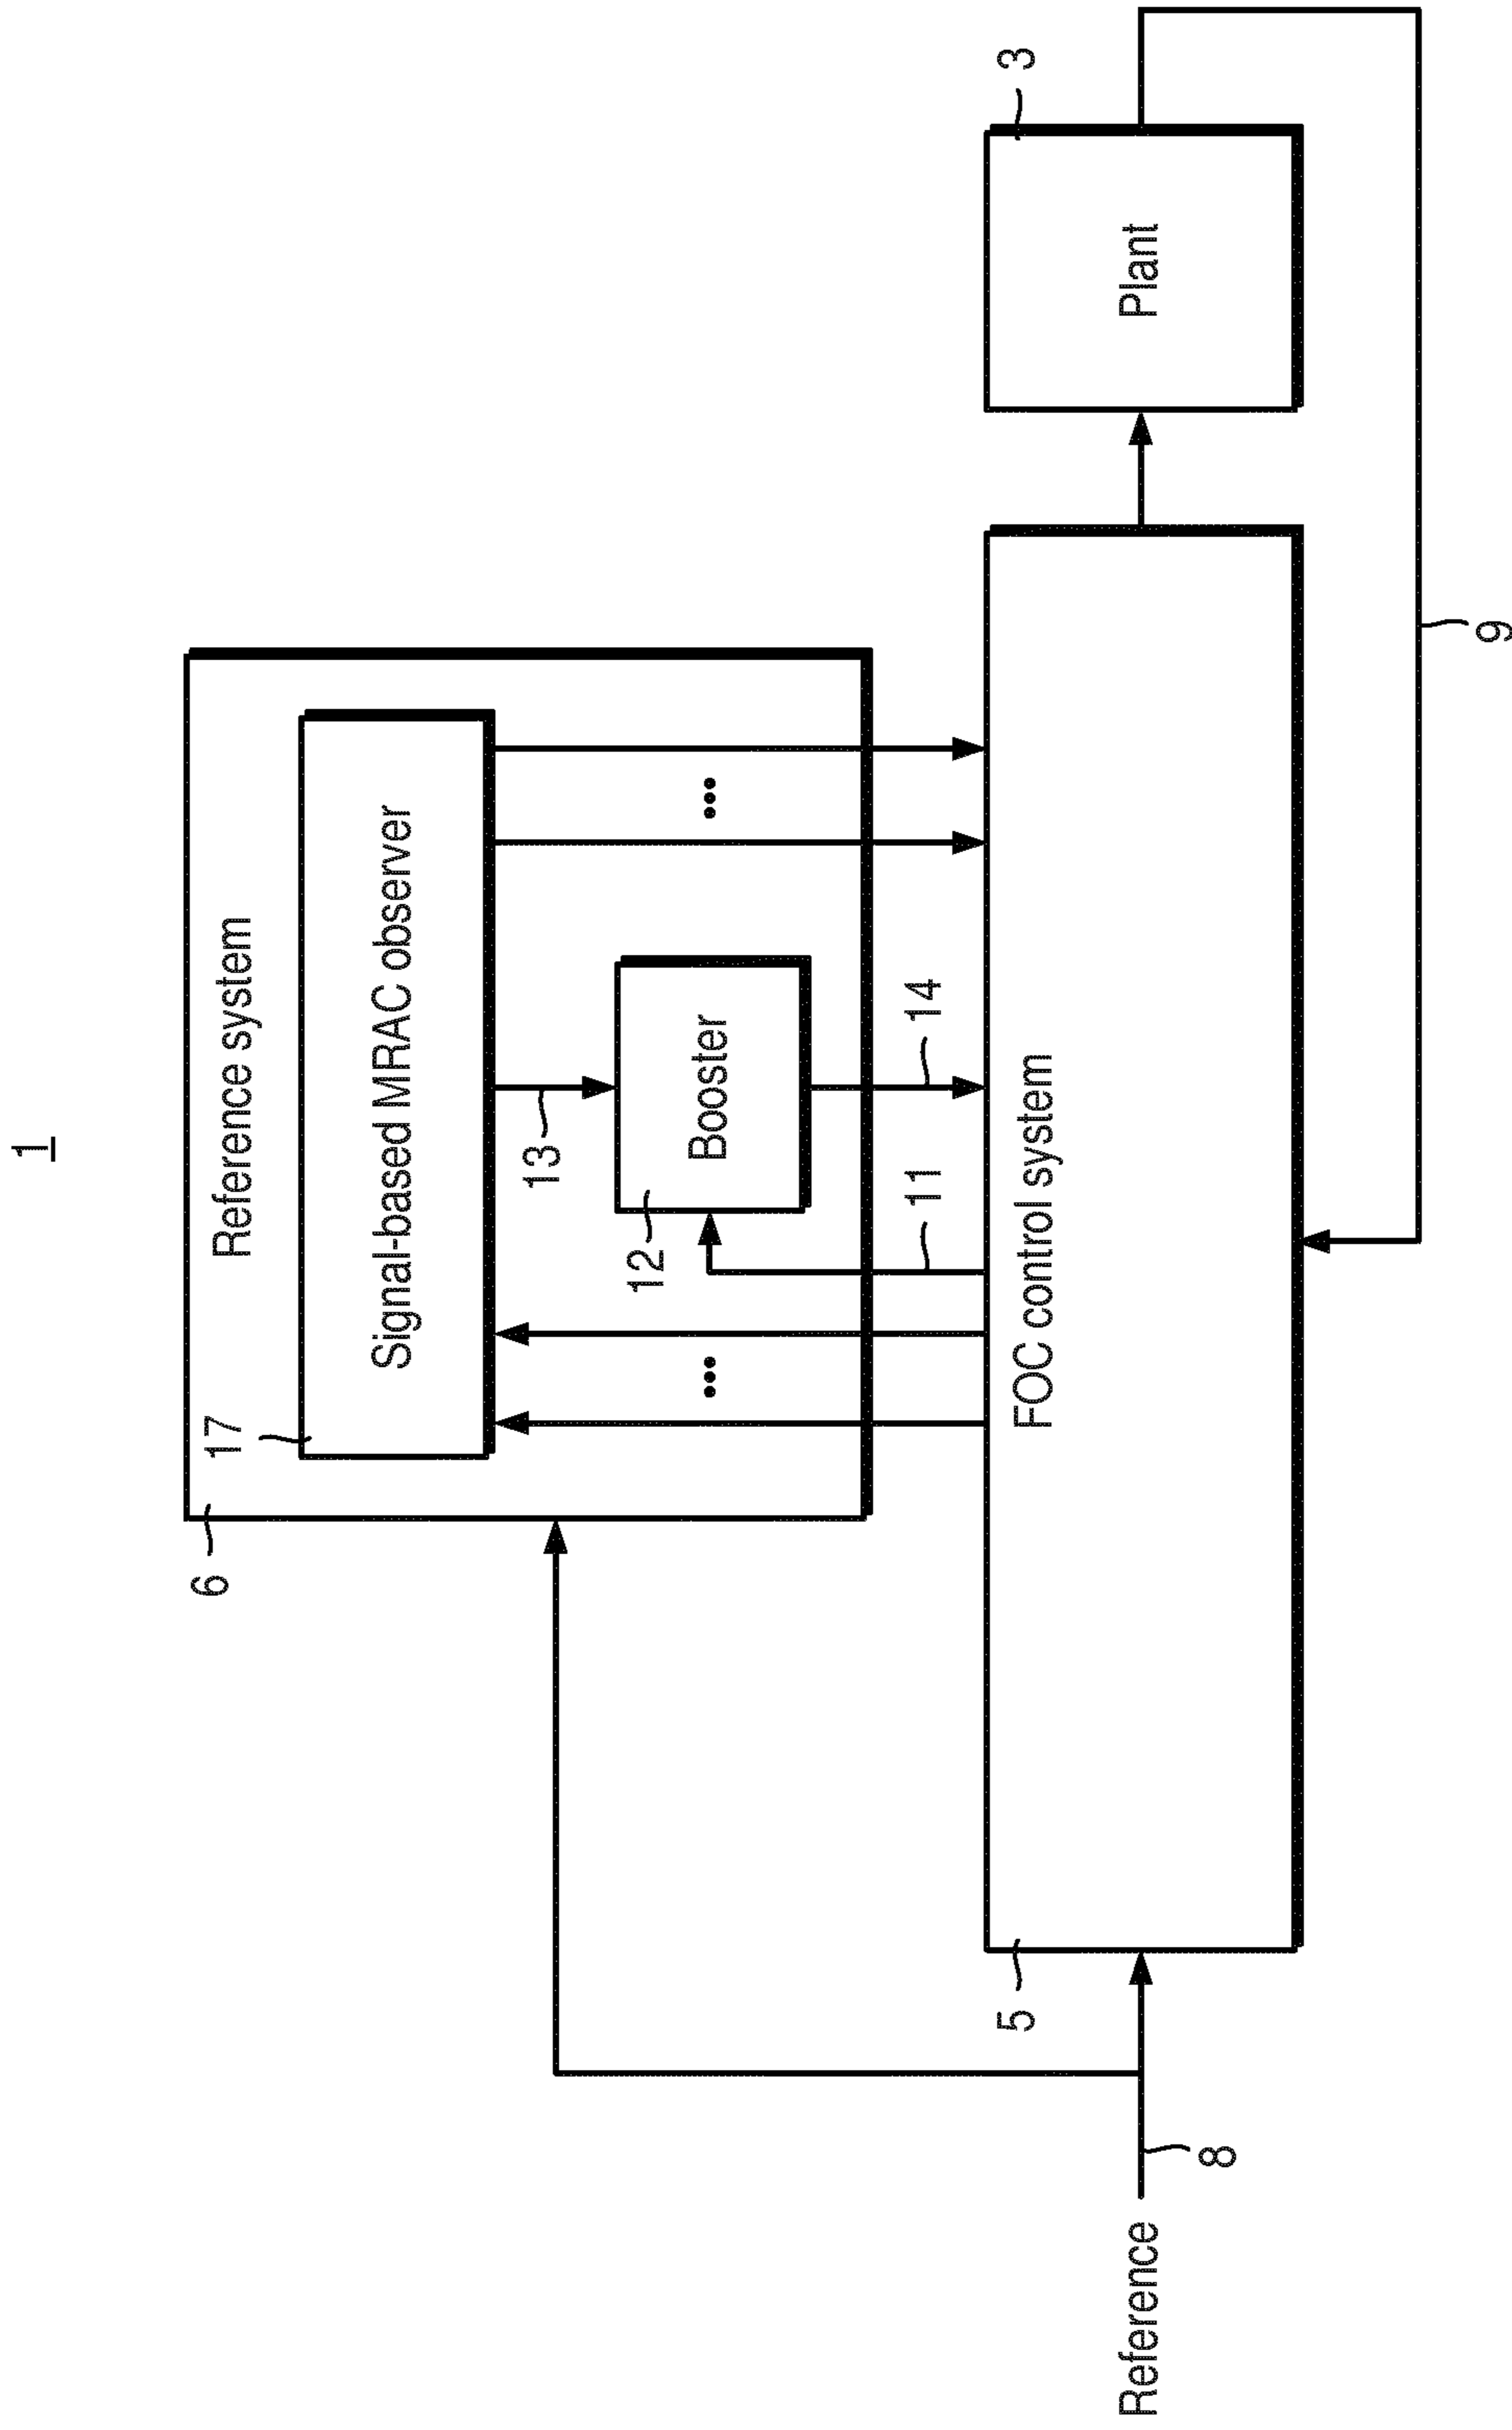 1
Reference system
6
17
Signal-based MRAC observer
13
12
Booster
11
14
FOC control system
5
Plant
3
Reference
8
9